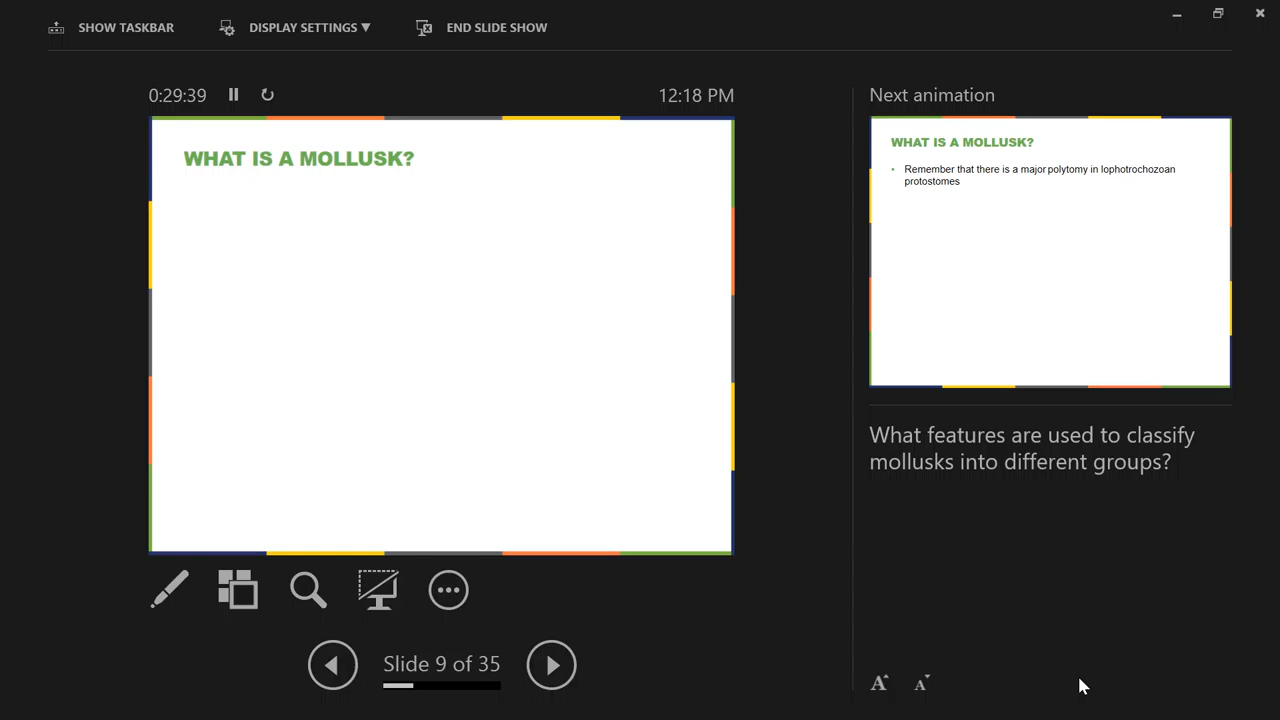 SHOW TASKBAR
DISPLAY SETTINGS ▼
END SLIDE SHOW
0:29:39
12:18 PM
WHAT IS A MOLLUSK?
Slide 9 of 35
Next animation
WHAT IS A MOLLUSK?
• Remember that there is a major polytomy in lophotrochozoan
protostomes
What features are used to classify
mollusks into different groups?
A A